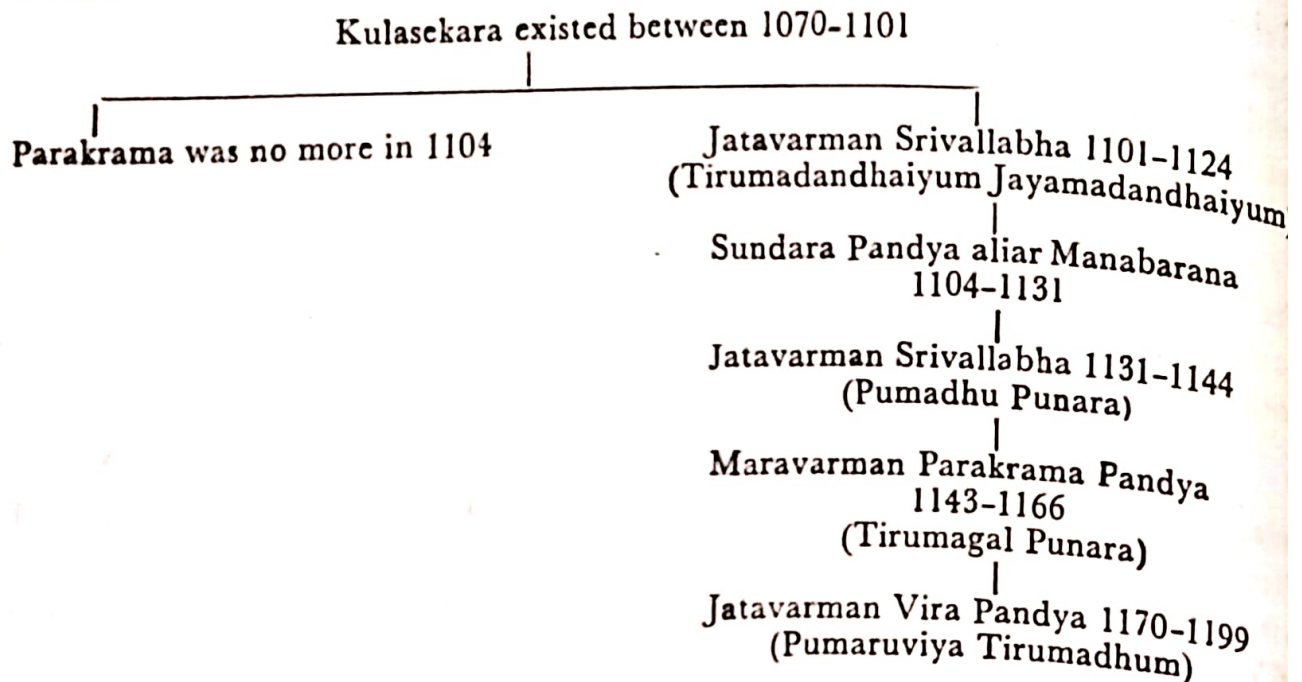 Kulasekara existed between 1070-1101
Parakrama was no more in 1104
Jatavarman Srivallabha 1101-1124
(Tirumadandhaiyum Jayamadandhaiyum)
Sundara Pandya aliar Manabarana
1104-1131
Jatavarman Srivallabha 1131-1144
(Pumadhu Punara)
Maravarman Parakrama Pandya
1143-1166
(Tirumagal Punara)
Jatavarman Vira Pandya 1170-1199
(Pumaruviya Tirumadhum)